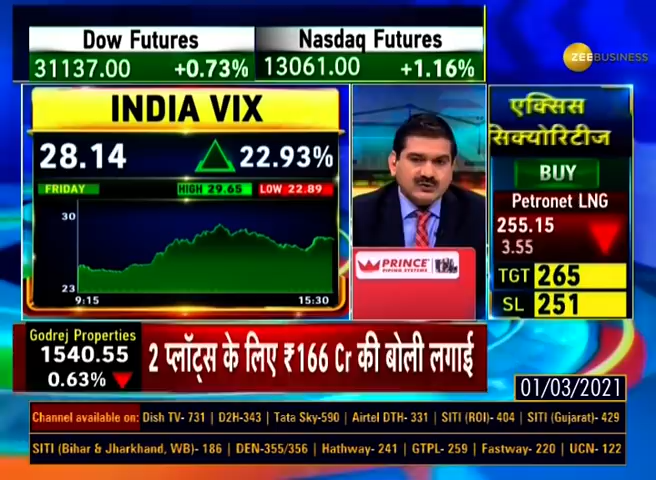 Dow Futures
31137.00 +0.73%
Nasdaq Futures
13061.00 +1.16%
ZEE BUSINESS
INDIA VIX
28.14 22.93%
FRIDAY HIGH 29.65 LOW 22.89
30
23
9:15 15:30
PRINCE
PIPING SYSTEMS
एक्सिस
सिक्योरिटीज
BUY
Petronet LNG
255.15
3.55
TGT 265
SL 251
Godrej Properties
1540.55
0.63%
2 प्लॉट्स के लिए ₹166 Cr की बोली लगाई
01/03/2021
Channel available on: Dish TV- 731 | D2H-343 | Tata Sky-590 | Airtel DTH- 331 | SITI (ROI)- 404 | SITI (Gujarat)- 429
SITI (Bihar & Jharkhand, WB)- 186 | DEN-355/356 | Hathway- 241 | GTPL- 259 | Fastway- 220 | UCN- 122